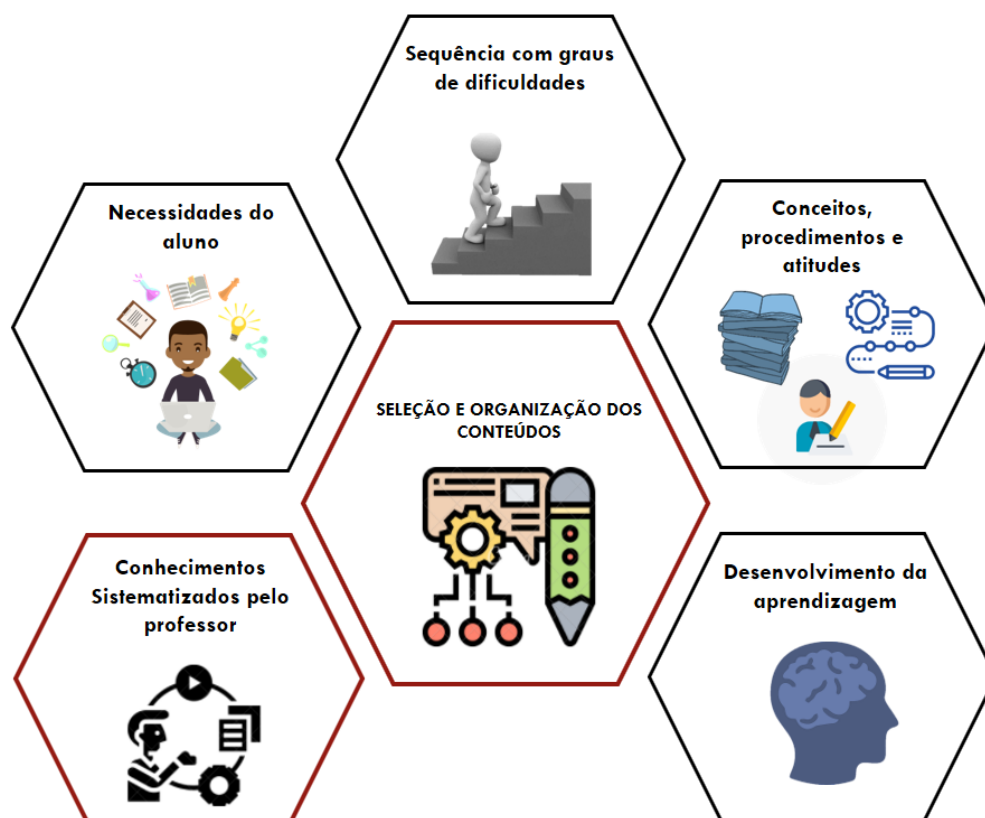 Sequência com graus
de dificuldades
Necessidades do
aluno
Conceitos,
procedimentos e
atitudes
SELEÇÃO E ORGANIZAÇÃO DOS
CONTEÚDOS
Conhecimentos
Sistematizados pelo
professor
Desenvolvimento da
aprendizagem